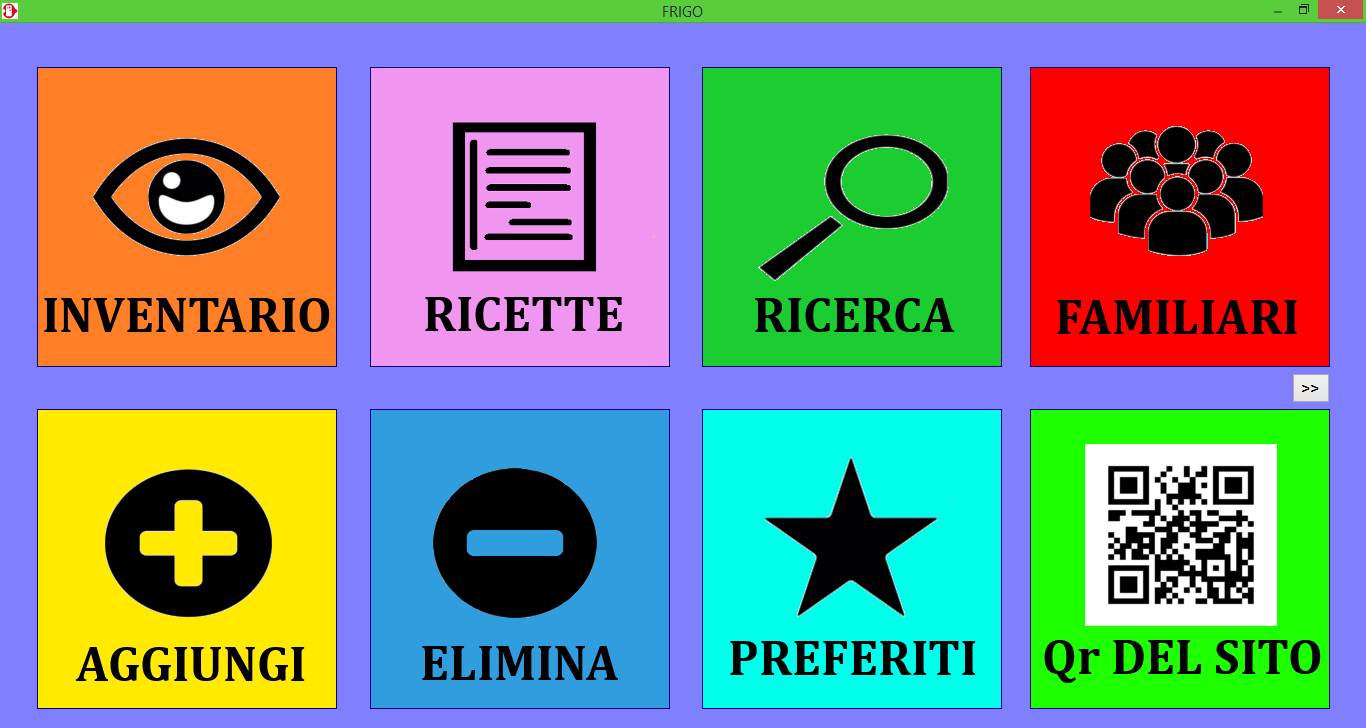 FRIGO
INVENTARIO
RICETTE
RICERCA
FAMILIARI
>>
AGGIUNGI
ELIMINA
PREFERITI
Qr DEL SITO